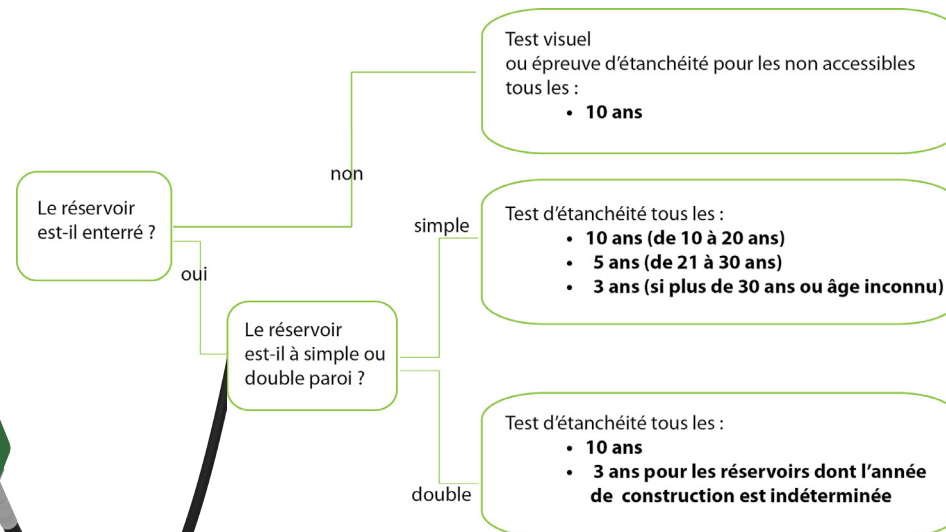 Test visuel
ou épreuve d’étanchéité pour les non accessibles
tous les :
• 10 ans
non
Le réservoir
est-il enterré ?
oui
simple
Test d’étanchéité tous les :
• 10 ans (de 10 à 20 ans)
• 5 ans (de 21 à 30 ans)
• 3 ans (si plus de 30 ans ou âge inconnu)
Le réservoir
est-il à simple ou
double paroi ?
double
Test d’étanchéité tous les :
• 10 ans
• 3 ans pour les réservoirs dont l’année
de construction est indéterminée